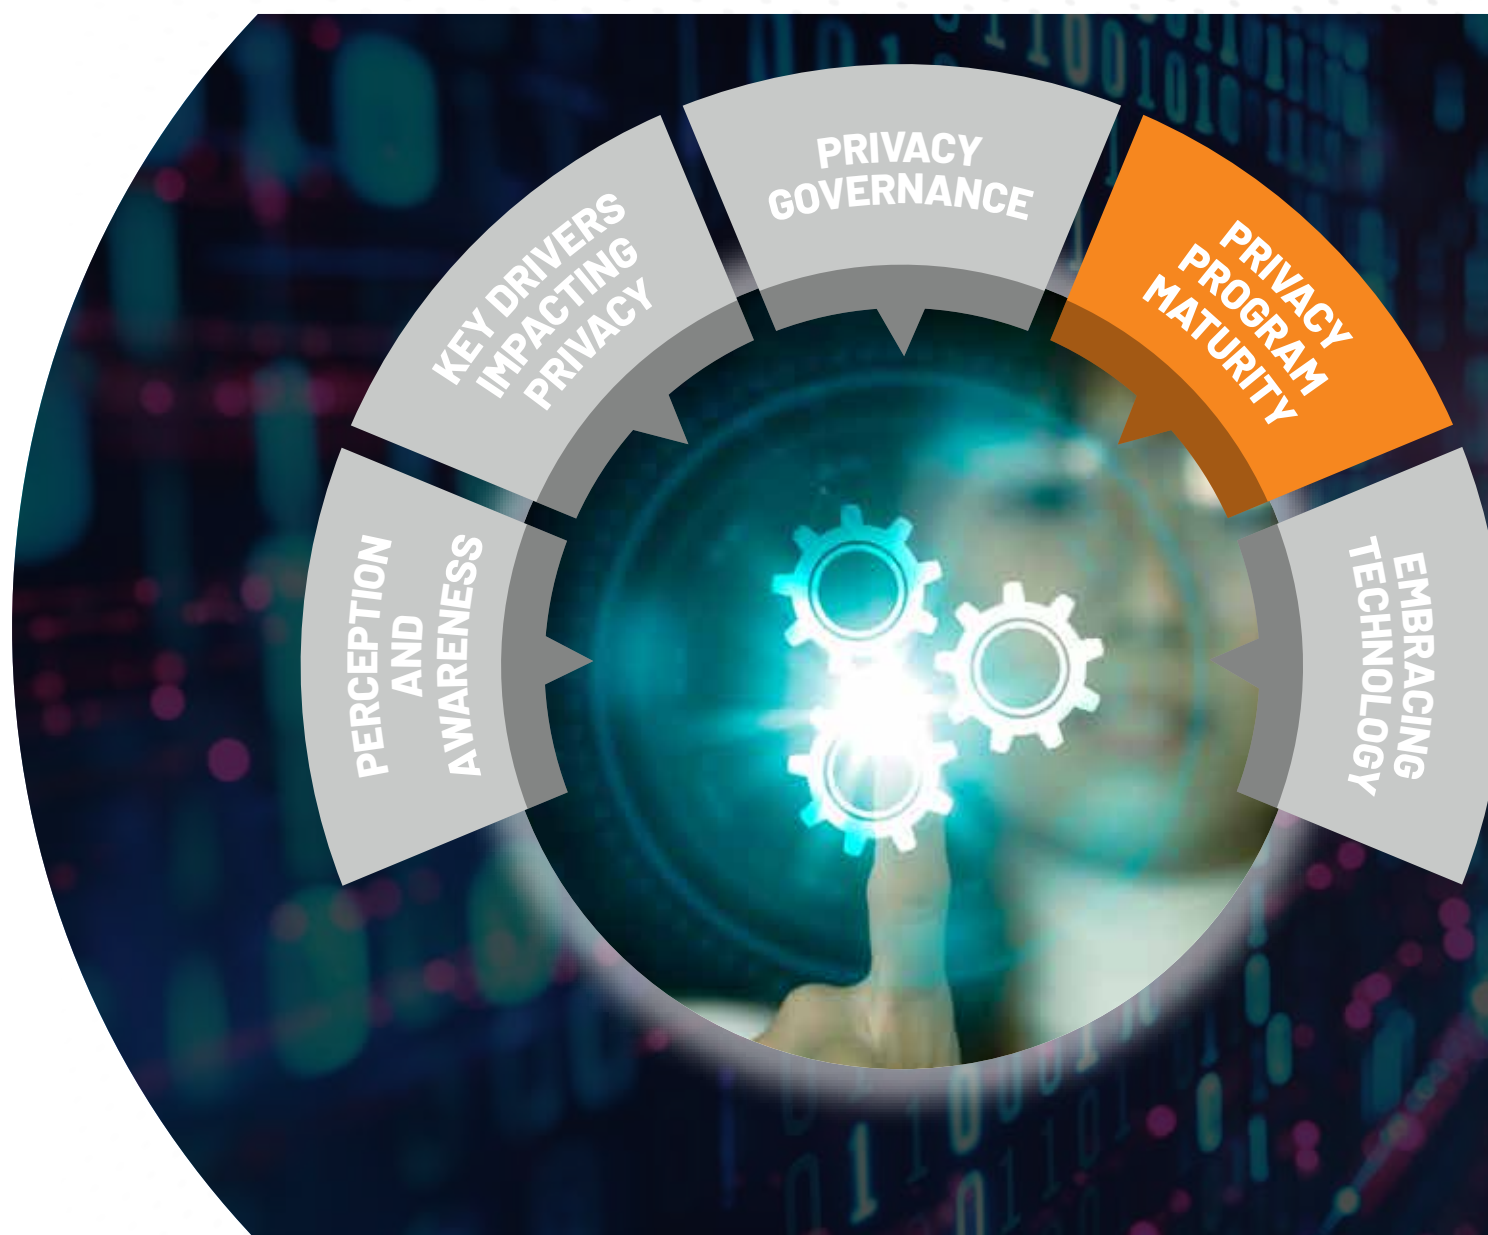 PERCEPTION
AND
AWARENESS
KEY DRIVERS
IMPACTING
PRIVACY
PRIVACY
GOVERNANCE
PRIVACY
PROGRAM
MATURITY
EMBRACING
TECHNOLOGY